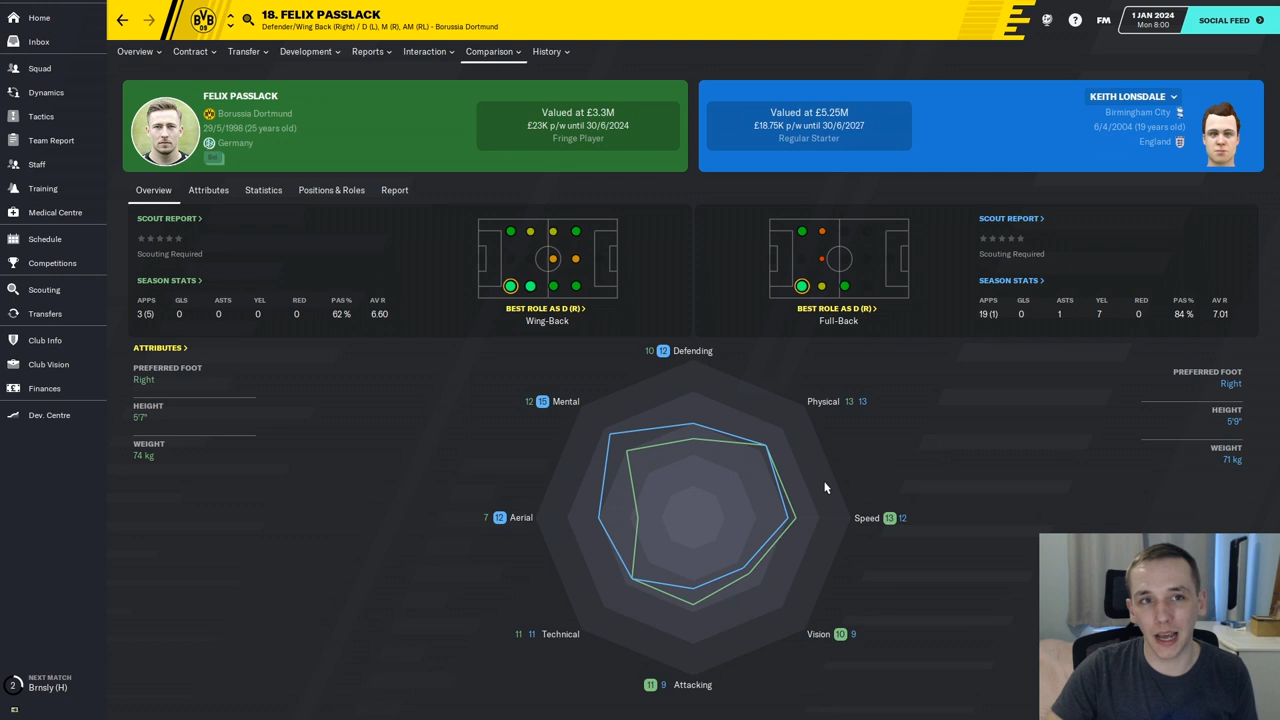 Home
Inbox
Squad
Dynamics
Tactics
Team Report
Staff
Training
Medical Centre
Schedule
Competitions
Scouting
Transfers
Club Info
Club Vision
Finances
Dev. Centre
2
NEXT MATCH
Brnsly (H)
BVB
09
18. FELIX PASSLACK
Defender/Wing Back (Right) / D (L), M (R), AM (RL) - Borussia Dortmund
?
FM
1 JAN 2024
Mon 8:00
SOCIAL FEED
Overview
Contract
Transfer
Development
Reports
Interaction
Comparison
History
FELIX PASSLACK
Borussia Dortmund
29/5/1998 (25 years old)
Germany
Valued at £3.3M
£23K p/w until 30/6/2024
Fringe Player
Valued at £5.25M
£18.75K p/w until 30/6/2027
Regular Starter
KEITH LONSDALE
Birmingham City
6/4/2004 (19 years old)
England
Overview
Attributes
Statistics
Positions & Roles
Report
SCOUT REPORT >
Scouting Required
SEASON STATS >
APPS GLS ASTS YEL RED PAS % AV R
3 (5) 0 0 0 0 62 % 6.60
BEST ROLE AS D (R) >
Wing-Back
BEST ROLE AS D (R) >
Full-Back
SCOUT REPORT >
Scouting Required
SEASON STATS >
APPS GLS ASTS YEL RED PAS % AV R
19 (1) 0 1 7 0 84 % 7.01
ATTRIBUTES >
PREFERRED FOOT
Right
HEIGHT
5'7"
WEIGHT
74 kg
10 12 Defending
12 15 Mental
Physical 13 13
7 12 Aerial
Speed 13 12
11 11 Technical
Vision 10 9
11 9 Attacking
PREFERRED FOOT
Right
HEIGHT
5'9"
WEIGHT
71 kg